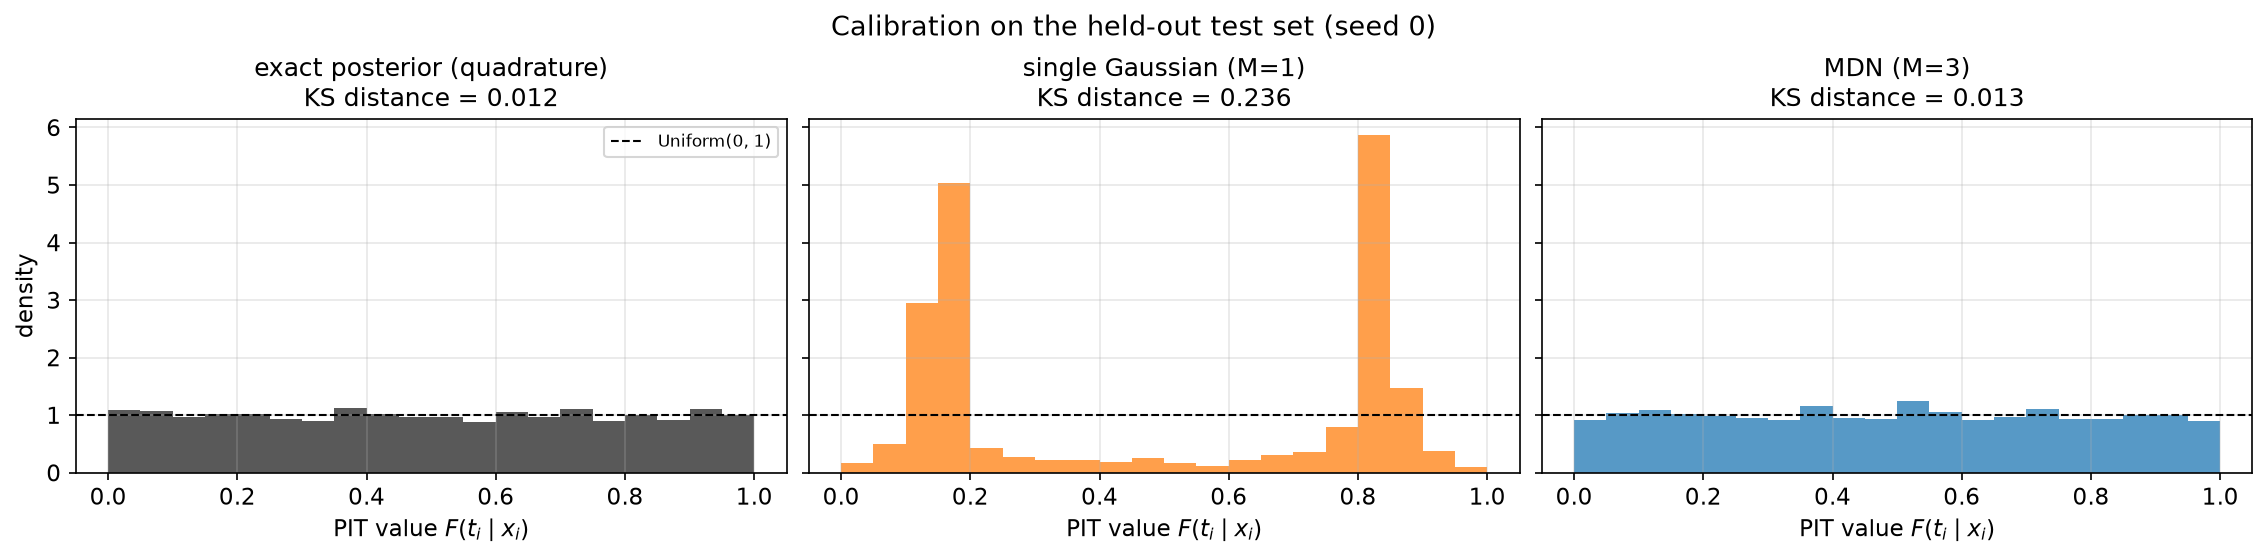 Calibration on the held-out test set (seed 0)
exact posterior (quadrature)
KS distance = 0.012
single Gaussian (M=1)
KS distance = 0.236
MDN (M=3)
KS distance = 0.013
Uniform(0, 1)
density
6
5
4
3
2
1
0
0.0 0.2 0.4 0.6 0.8 1.0
0.0 0.2 0.4 0.6 0.8 1.0
0.0 0.2 0.4 0.6 0.8 1.0
PIT value F(tᵢ | xᵢ)
PIT value F(tᵢ | xᵢ)
PIT value F(tᵢ | xᵢ)